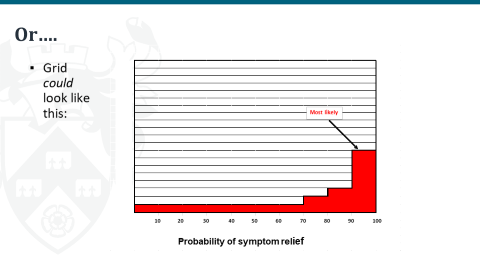 Or....
▪ Grid
could
look like
this:
Most likely
10 20 30 40 50 60 70 80 90 100
Probability of symptom relief